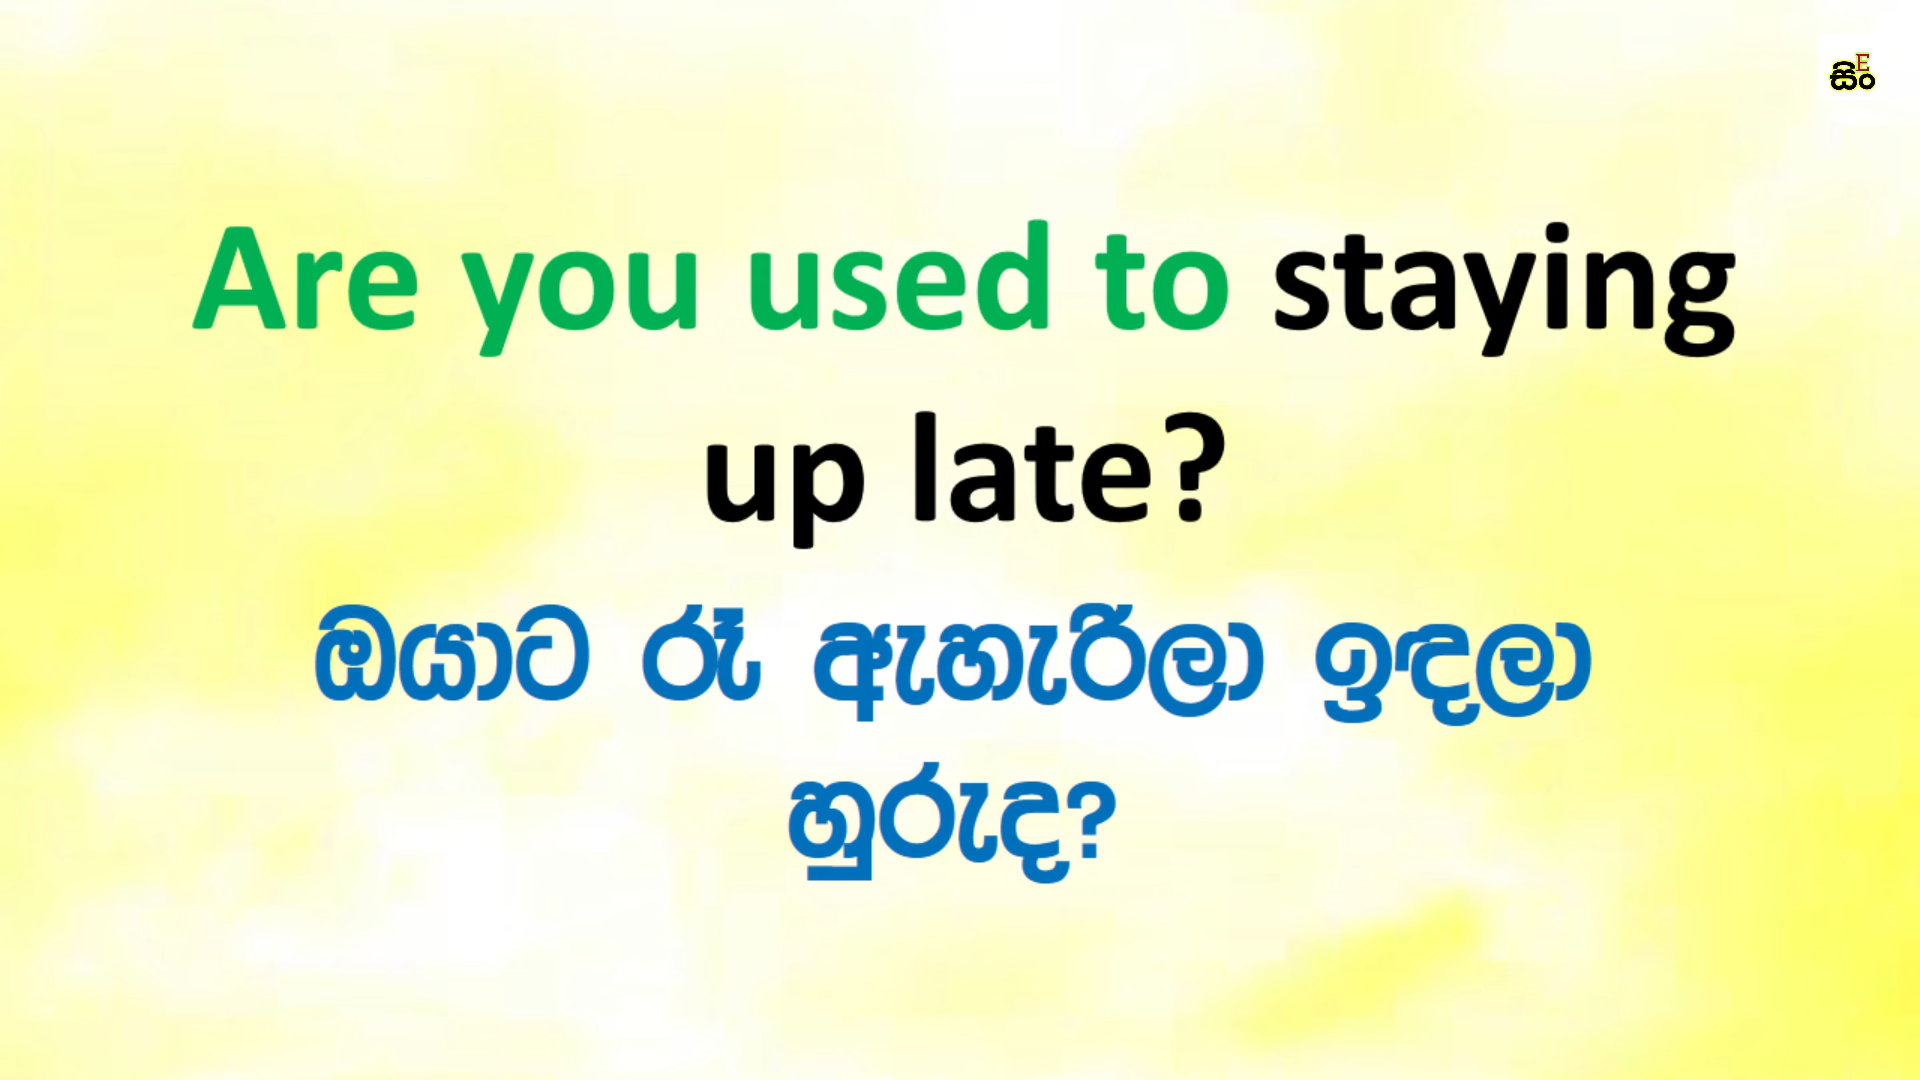 සිංE
Are you used to staying
up late?
ඔයාට රෑ ඇහැරිලා ඉඳලා
හුරුද?